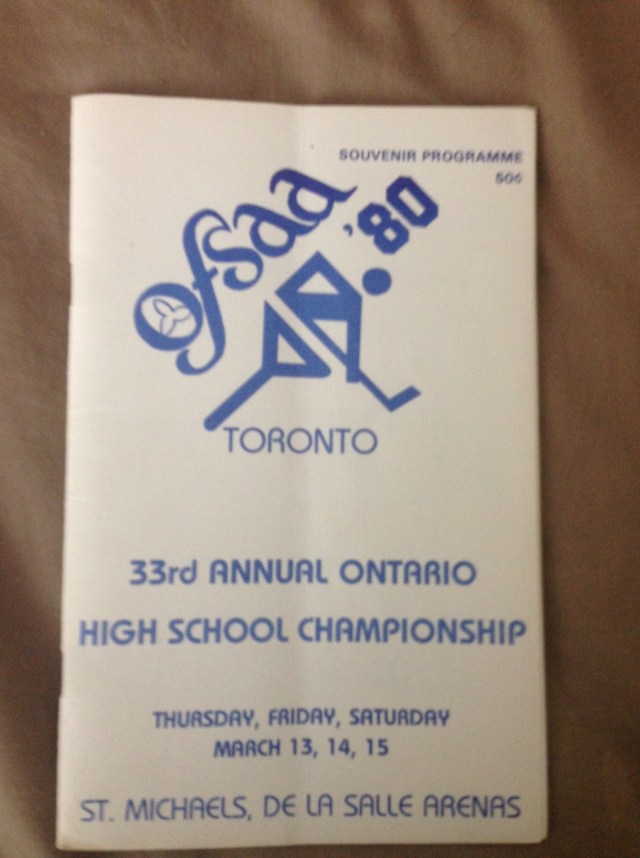 SOUVENIR PROGRAMME
50¢
Ofsaa '80
TORONTO
33rd ANNUAL ONTARIO
HIGH SCHOOL CHAMPIONSHIP
THURSDAY, FRIDAY, SATURDAY
MARCH 13, 14, 15
ST. MICHAELS, DE LA SALLE ARENAS